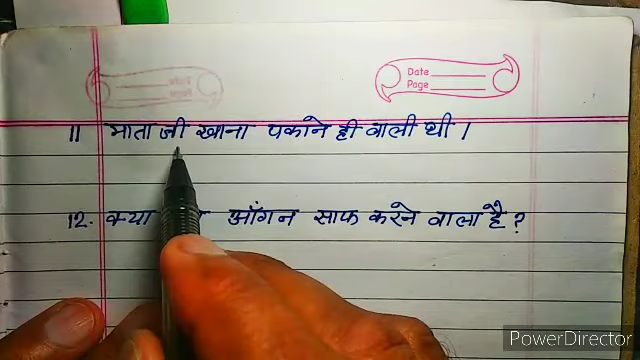 Date
Page
11 माता जी खाना पकाने ही वाली थी ।
12. क्या आँगन साफ करने वाला है ?
PowerDirector